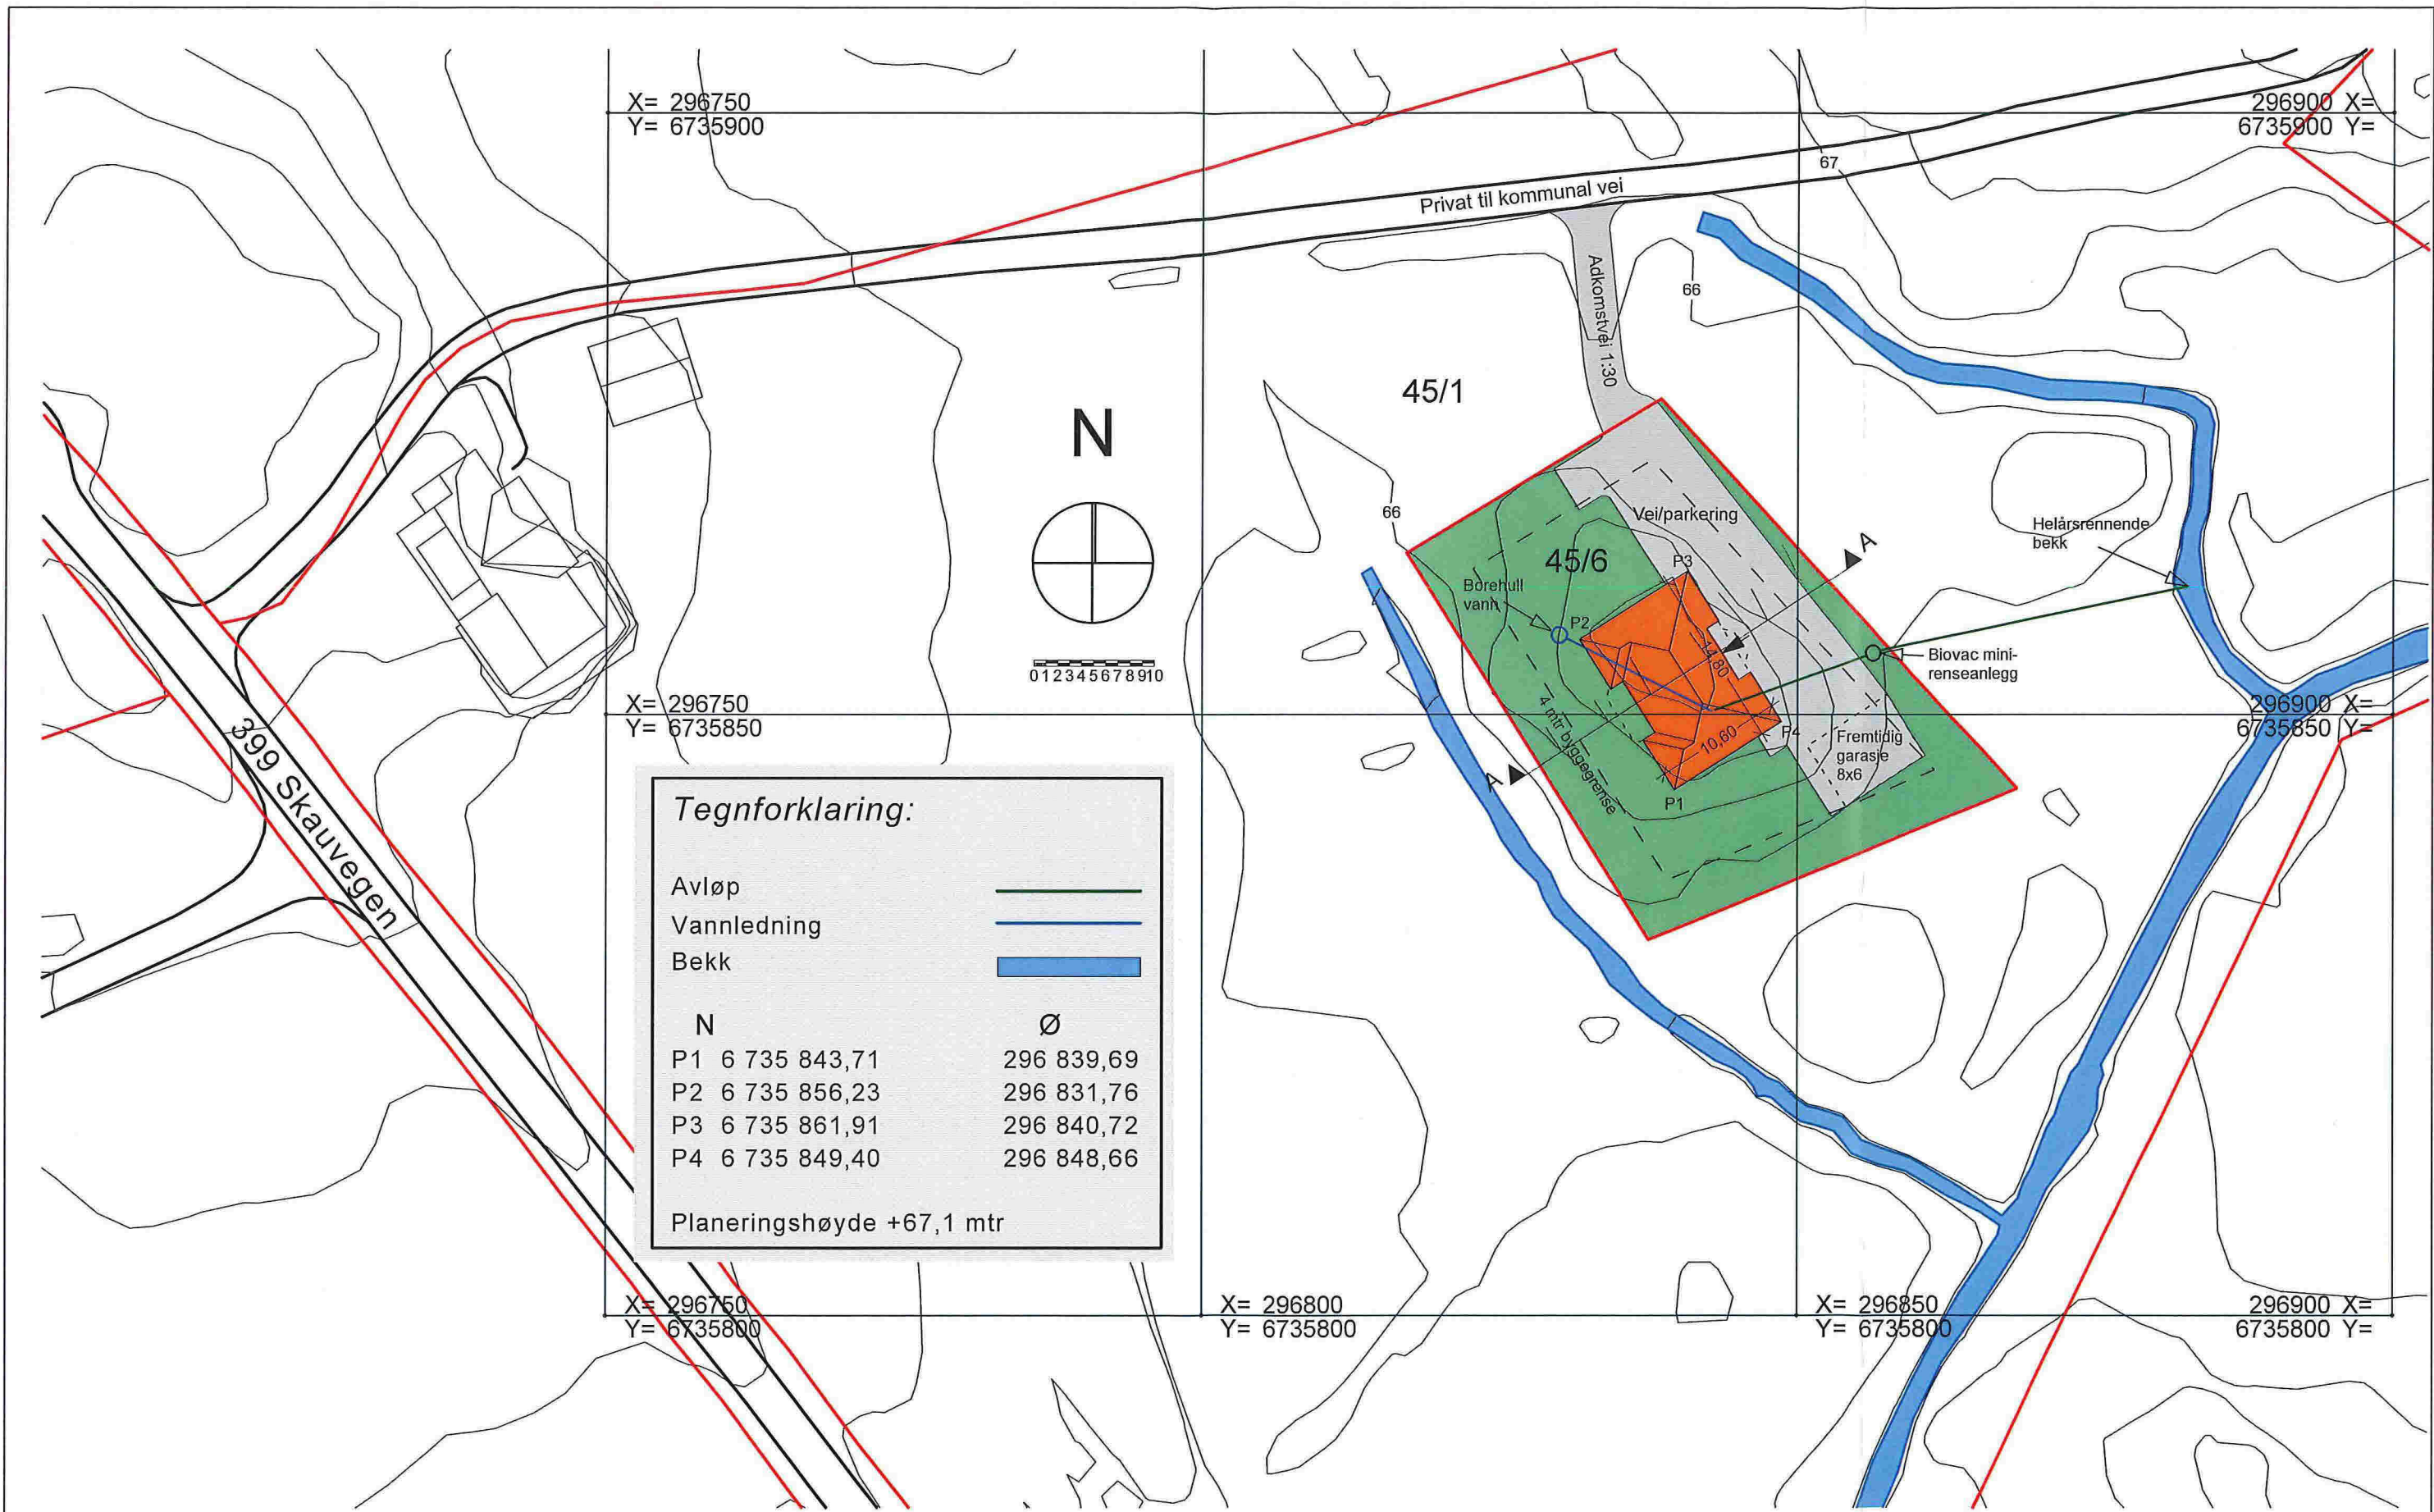 X= 296750
Y= 6735900
296900 X=
6735900 Y=
67
Privat til kommunal vei
Adkomstvei 1:30
66
45/1
N
66
Vei/parkering
45/6
P3
A
Helårsrennende
bekk
Borehull
vann
P2
14,80
Biovac mini-
renseanlegg
0 1 2 3 4 5 6 7 8 9 10
X= 296750
Y= 6735850
296900 X=
6735850 Y=
4 mtr byggegrense
10,60
P4
Fremtidig
garasje
8x6
A
P1
399 Skauvegen
Tegnforklaring:
Avløp
Vannledning
Bekk
N Ø
P1 6 735 843,71 296 839,69
P2 6 735 856,23 296 831,76
P3 6 735 861,91 296 840,72
P4 6 735 849,40 296 848,66
Planeringshøyde +67,1 mtr
X= 296750
Y= 6735800
X= 296800
Y= 6735800
X= 296850
Y= 6735800
296900 X=
6735800 Y=